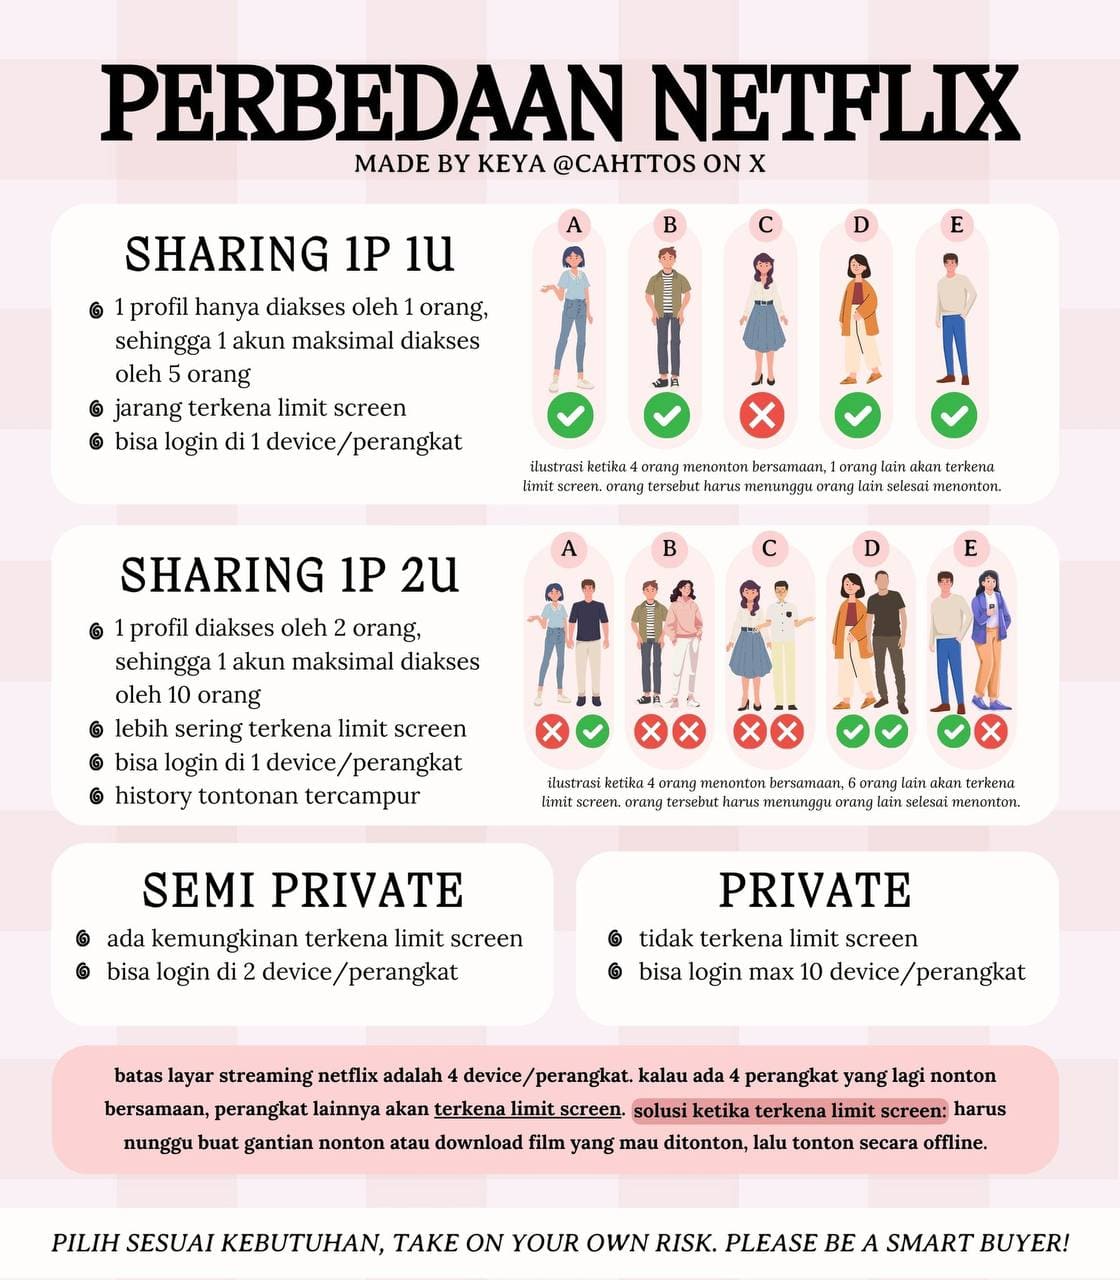 PERBEDAAN NETFLIX
MADE BY KEYA @CAHTTOS ON X
SHARING 1P 1U
1 profil hanya diakses oleh 1 orang,
sehingga 1 akun maksimal diakses
oleh 5 orang
jarang terkena limit screen
bisa login di 1 device/perangkat
A B C D E
ilustrasi ketika 4 orang menonton bersamaan, 1 orang lain akan terkena
limit screen. orang tersebut harus menunggu orang lain selesai menonton.
SHARING 1P 2U
1 profil diakses oleh 2 orang,
sehingga 1 akun maksimal diakses
oleh 10 orang
lebih sering terkena limit screen
bisa login di 1 device/perangkat
history tontonan tercampur
A B C D E
ilustrasi ketika 4 orang menonton bersamaan, 6 orang lain akan terkena
limit screen. orang tersebut harus menunggu orang lain selesai menonton.
SEMI PRIVATE
ada kemungkinan terkena limit screen
bisa login di 2 device/perangkat
PRIVATE
tidak terkena limit screen
bisa login max 10 device/perangkat
batas layar streaming netflix adalah 4 device/perangkat. kalau ada 4 perangkat yang lagi nonton
bersamaan, perangkat lainnya akan terkena limit screen. solusi ketika terkena limit screen: harus
nunggu buat gantian nonton atau download film yang mau ditonton, lalu tonton secara offline.
PILIH SESUAI KEBUTUHAN, TAKE ON YOUR OWN RISK. PLEASE BE A SMART BUYER!